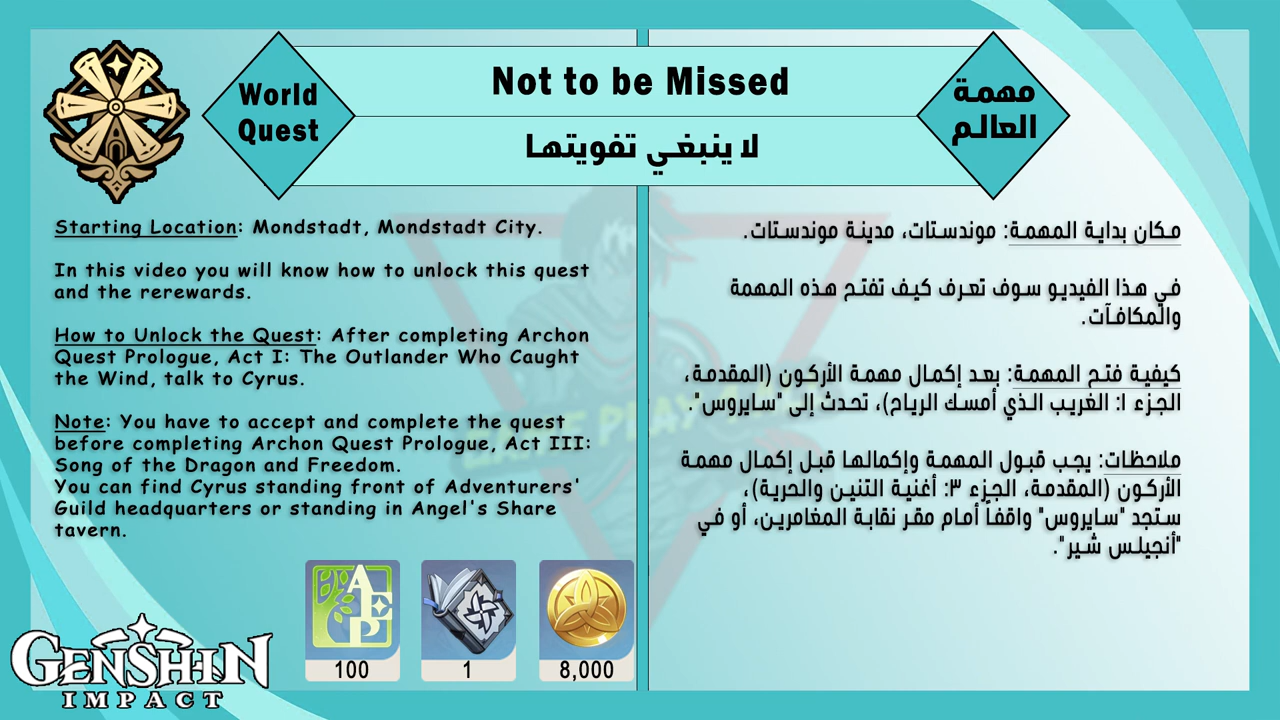 World
Quest
Not to be Missed
لا ينبغي تفويتها
مهمة
العالم
Starting Location: Mondstadt, Mondstadt City.
In this video you will know how to unlock this quest
and the rerewards.
How to Unlock the Quest: After completing Archon
Quest Prologue, Act I: The Outlander Who Caught
the Wind, talk to Cyrus.
Note: You have to accept and complete the quest
before completing Archon Quest Prologue, Act III:
Song of the Dragon and Freedom.
You can find Cyrus standing front of Adventurers'
Guild headquarters or standing in Angel's Share
tavern.
AEP
100
1
8,000
GENSHIN
IMPACT
مكان بداية المهمة: موندستات، مدينة موندستات.
في هذا الفيديو سوف تعرف كيف تفتح هذه المهمة
والمكافآت.
كيفية فتح المهمة: بعد إكمال مهمة الأركون (المقدمة،
الجزء ١: الغريب الذي أمسك الرياح)، تحدث إلى "سايروس".
ملاحظات: يجب قبول المهمة وإكمالها قبل إكمال مهمة
الأركون (المقدمة، الجزء ٣: أغنية التنين والحرية)،
ستجد "سايروس" واقفاً أمام مقر نقابة المغامرين، أو في
"أنجيلس شير".